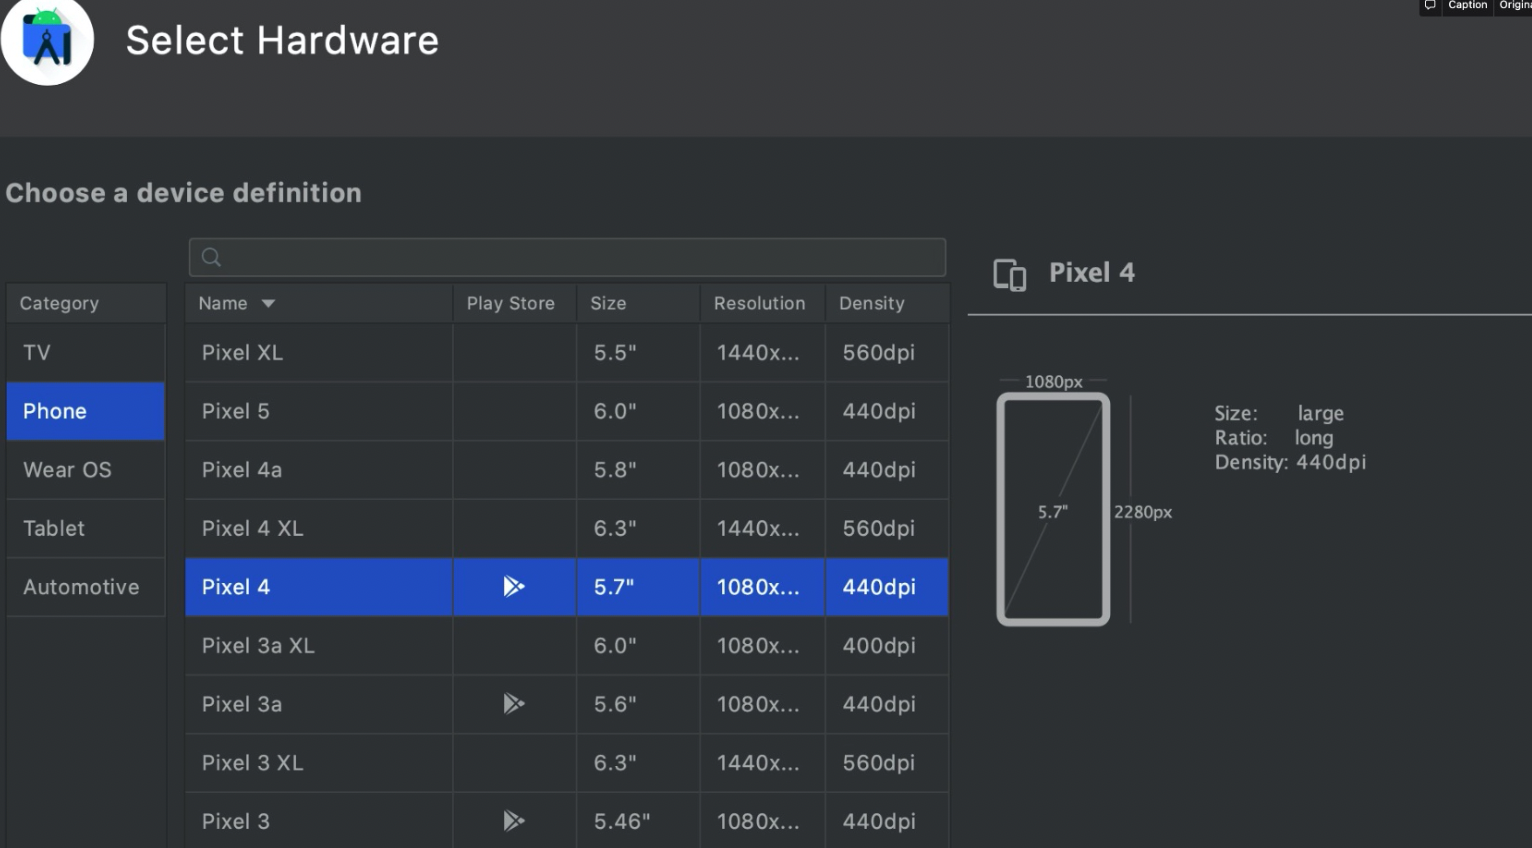 Caption Origin
Select Hardware
Choose a device definition
Category
TV
Phone
Wear OS
Tablet
Automotive
Name Play Store Size Resolution Density
Pixel XL 5.5" 1440x... 560dpi
Pixel 5 6.0" 1080x... 440dpi
Pixel 4a 5.8" 1080x... 440dpi
Pixel 4 XL 6.3" 1440x... 560dpi
Pixel 4 5.7" 1080x... 440dpi
Pixel 3a XL 6.0" 1080x... 400dpi
Pixel 3a 5.6" 1080x... 440dpi
Pixel 3 XL 6.3" 1440x... 560dpi
Pixel 3 5.46" 1080x... 440dpi
Pixel 4
1080px
5.7"
2280px
Size: large
Ratio: long
Density: 440dpi